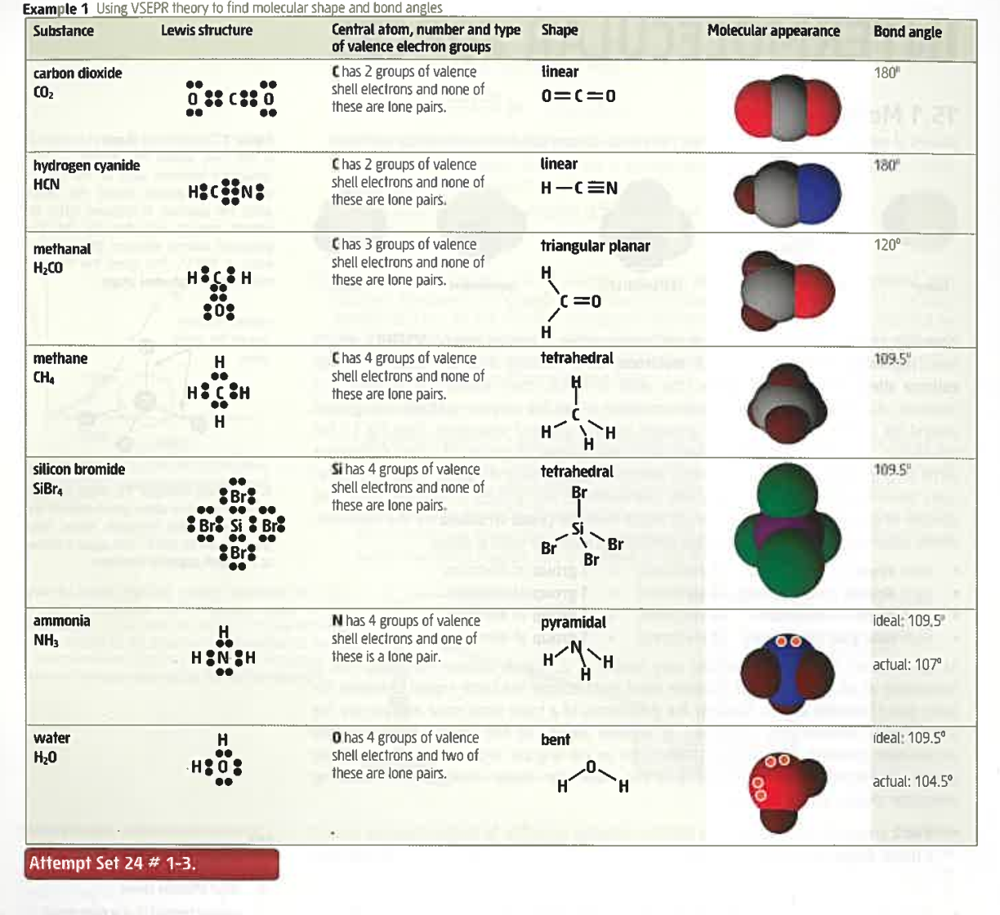 Example 1 Using VSEPR theory to find molecular shape and bond angles
Substance Lewis structure Central atom, number and type of valence electron groups Shape Molecular appearance Bond angle
carbon dioxide
CO₂
O C O
C has 2 groups of valence
shell electrons and none of
these are lone pairs.
linear
O=C=O
180°
hydrogen cyanide
HCN
H C N
C has 2 groups of valence
shell electrons and none of
these are lone pairs.
linear
H—C≡N
180°
methanal
H₂CO
H C H
O
C has 3 groups of valence
shell electrons and none of
these are lone pairs.
triangular planar
H
C=O
H
120°
methane
CH₄
H
H C H
H
C has 4 groups of valence
shell electrons and none of
these are lone pairs.
tetrahedral
H
C
H H
H
109.5°
silicon bromide
SiBr₄
Br
Br Si Br
Br
Si has 4 groups of valence
shell electrons and none of
these are lone pairs.
tetrahedral
Br
Si
Br Br
Br
109.5°
ammonia
NH₃
H
H N H
N has 4 groups of valence
shell electrons and one of
these is a lone pair.
pyramidal
N
H H
H
ideal: 109,5°
actual: 107°
water
H₂O
H
H O
O has 4 groups of valence
shell electrons and two of
these are lone pairs.
bent
O
H H
ideal: 109.5°
actual: 104.5°
Attempt Set 24 # 1-3.